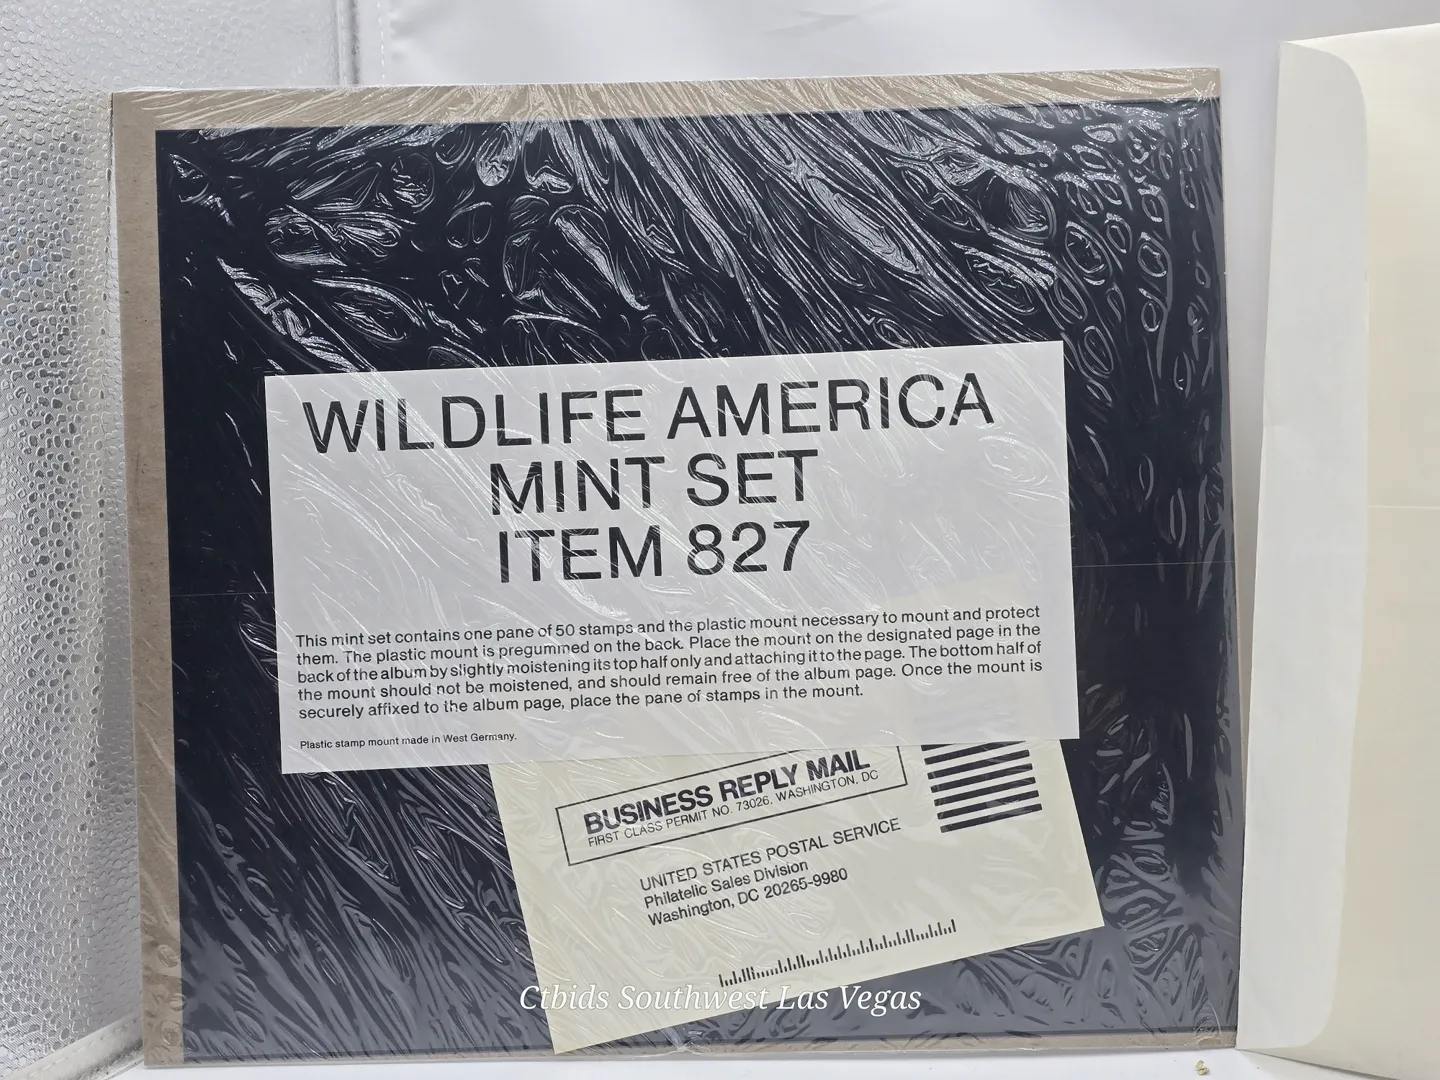 WILDLIFE AMERICA
MINT SET
ITEM 827
This mint set contains one pane of 50 stamps and the plastic mount necessary to mount and protect
them. The plastic mount is pregummed on the back. Place the mount on the designated page in the
back of the album by slightly moistening its top half only and attaching it to the page. The bottom half of
the mount should not be moistened, and should remain free of the album page. Once the mount is
securely affixed to the album page, place the pane of stamps in the mount.
Plastic stamp mount made in West Germany.
BUSINESS REPLY MAIL
FIRST CLASS PERMIT NO. 73026, WASHINGTON, DC
UNITED STATES POSTAL SERVICE
Philatelic Sales Division
Washington, DC 20265-9980
Ctbids Southwest Las Vegas